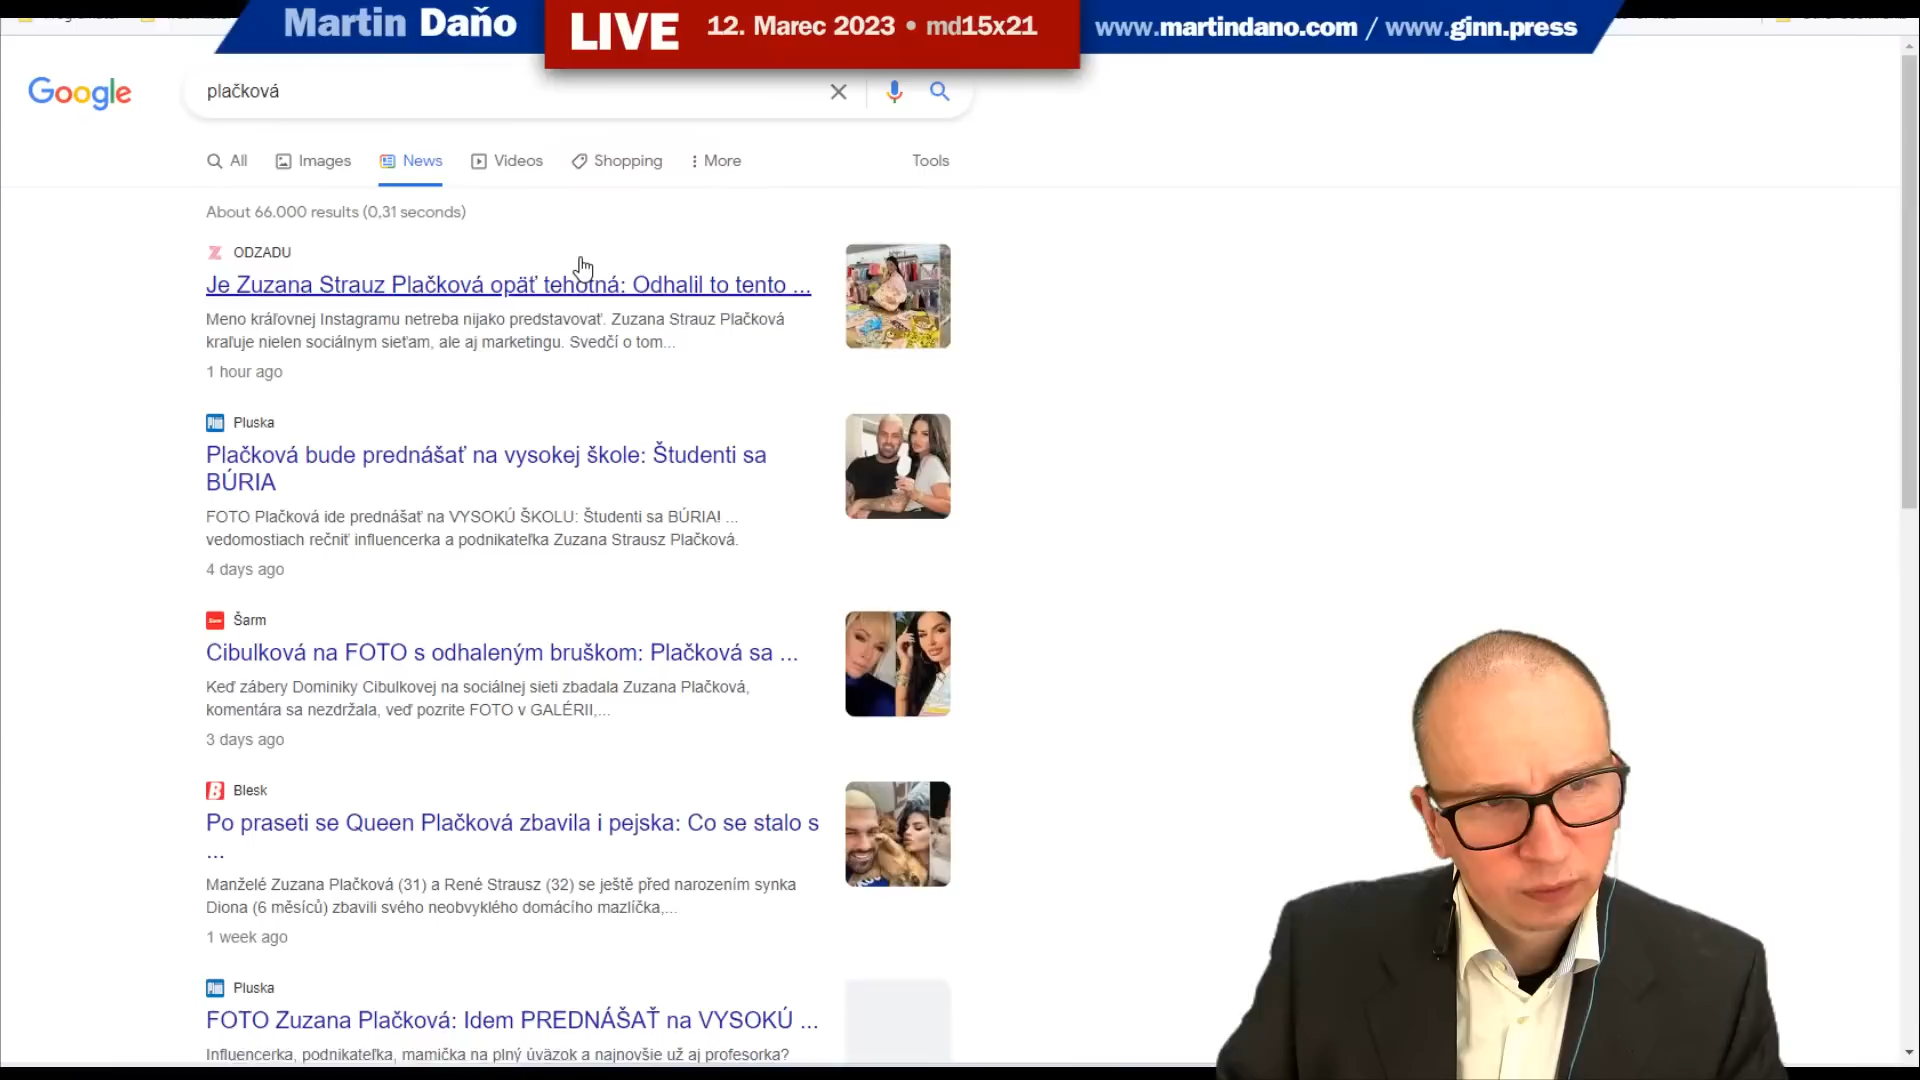 Martin Daňo
LIVE
12. Marec 2023 • md15x21
www.martindano.com / www.ginn.press
Google
plačková
All
Images
News
Videos
Shopping
More
Tools
About 66.000 results (0,31 seconds)
ODZADU
Je Zuzana Strauz Plačková opäť tehotná: Odhalil to tento ...
Meno kráľovnej Instagramu netreba nijako predstavovať. Zuzana Strauz Plačková
kraľuje nielen sociálnym sieťam, ale aj marketingu. Svedčí o tom...
1 hour ago
Pluska
Plačková bude prednášať na vysokej škole: Študenti sa
BÚRIA
FOTO Plačková ide prednášať na VYSOKÚ ŠKOLU: Študenti sa BÚRIA! ...
vedomostiach rečniť influencerka a podnikateľka Zuzana Strausz Plačková.
4 days ago
Šarm
Cibulková na FOTO s odhaleným bruškom: Plačková sa ...
Keď zábery Dominiky Cibulkovej na sociálnej sieti zbadala Zuzana Plačková,
komentára sa nezdržala, veď pozrite FOTO v GALÉRII,...
3 days ago
Blesk
Po praseti se Queen Plačková zbavila i pejska: Co se stalo s
...
Manželé Zuzana Plačková (31) a René Strausz (32) se ještě před narozením synka
Diona (6 měsíců) zbavili svého neobvyklého domácího mazlíčka,...
1 week ago
Pluska
FOTO Zuzana Plačková: Idem PREDNÁŠAŤ na VYSOKÚ ...
Influencerka, podnikateľka, mamička na plný úväzok a najnovšie už aj profesorka?